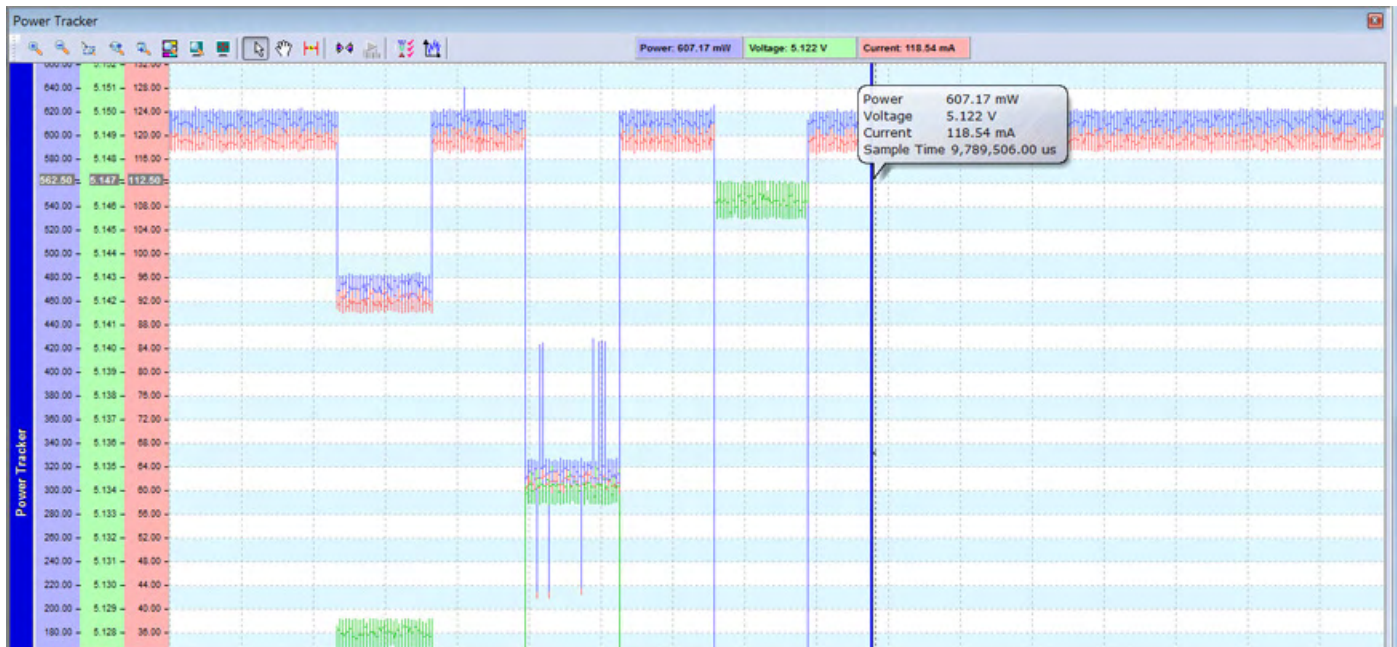 Power Tracker
Power: 607.17 mW Voltage: 5.122 V Current: 118.54 mA
640.00 5.151 128.00
620.00 5.150 124.00
600.00 5.149 120.00
580.00 5.148 116.00
562.50 5.147 112.50
540.00 5.146 108.00
520.00 5.145 104.00
500.00 5.144 100.00
480.00 5.143 96.00
460.00 5.142 92.00
440.00 5.141 88.00
420.00 5.140 84.00
400.00 5.139 80.00
380.00 5.138 76.00
360.00 5.137 72.00
340.00 5.136 68.00
320.00 5.135 64.00
300.00 5.134 60.00
280.00 5.133 56.00
260.00 5.132 52.00
240.00 5.131 48.00
220.00 5.130 44.00
200.00 5.129 40.00
180.00 5.128 36.00
Power Tracker
Power 607.17 mW
Voltage 5.122 V
Current 118.54 mA
Sample Time 9,789,506.00 us